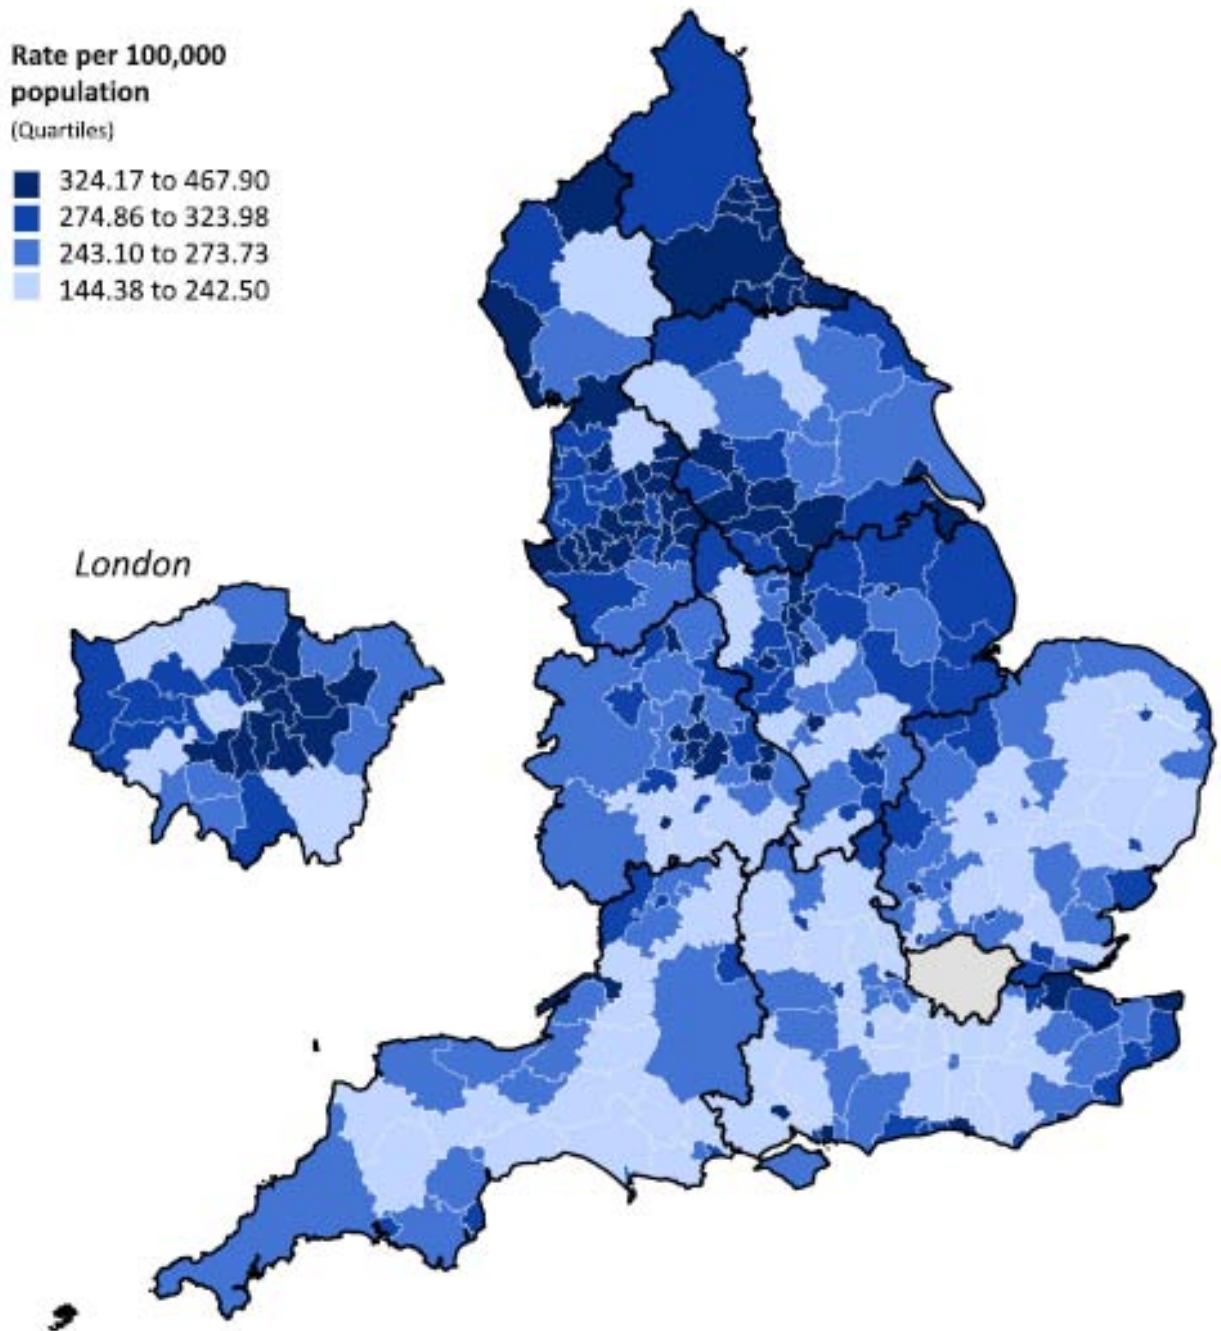 Rate per 100,000
population
(Quartiles)
324.17 to 467.90
274.86 to 323.98
243.10 to 273.73
144.38 to 242.50
London